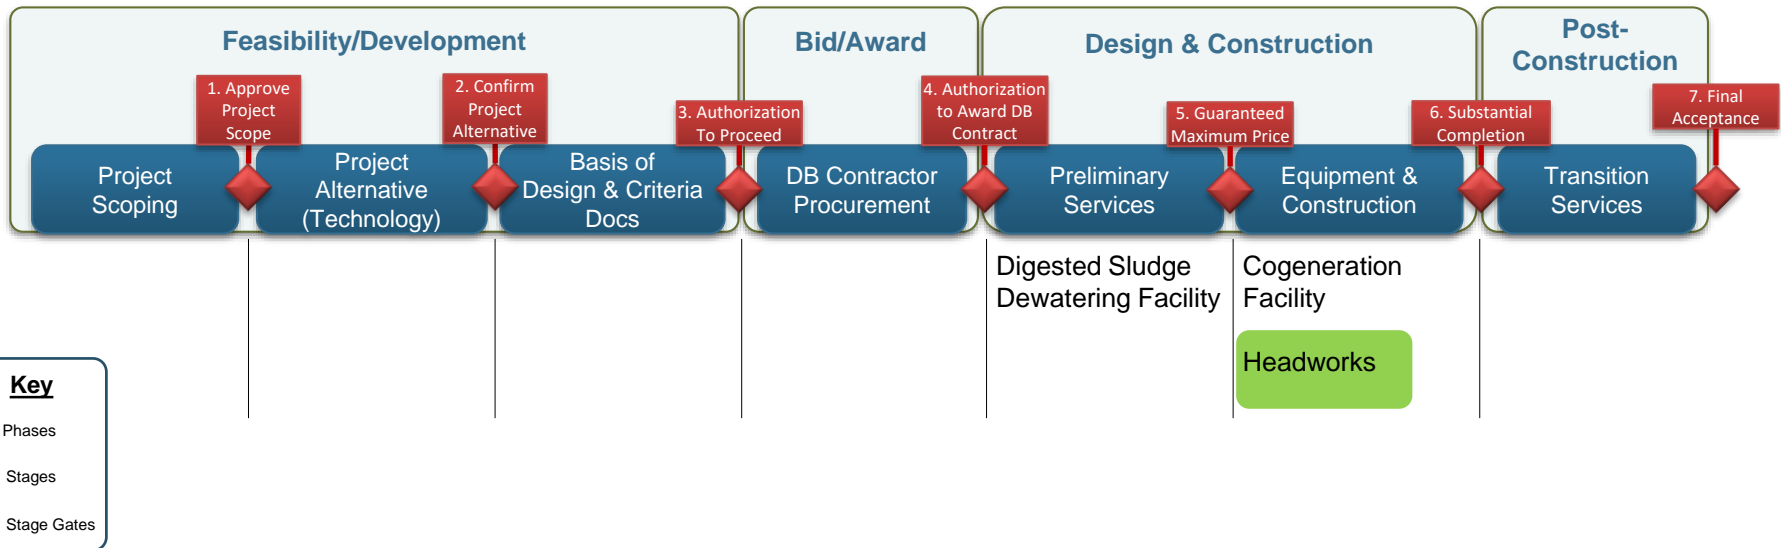 Feasibility/Development
Bid/Award
Design & Construction
Post-
Construction
1. Approve
Project
Scope
2. Confirm
Project
Alternative
3. Authorization
To Proceed
4. Authorization
to Award DB
Contract
5. Guaranteed
Maximum Price
6. Substantial
Completion
7. Final
Acceptance
Project
Scoping
Project
Alternative
(Technology)
Basis of
Design & Criteria
Docs
DB Contractor
Procurement
Preliminary
Services
Equipment &
Construction
Transition
Services
Digested Sludge
Dewatering Facility
Cogeneration
Facility
Headworks
Key
Phases
Stages
Stage Gates